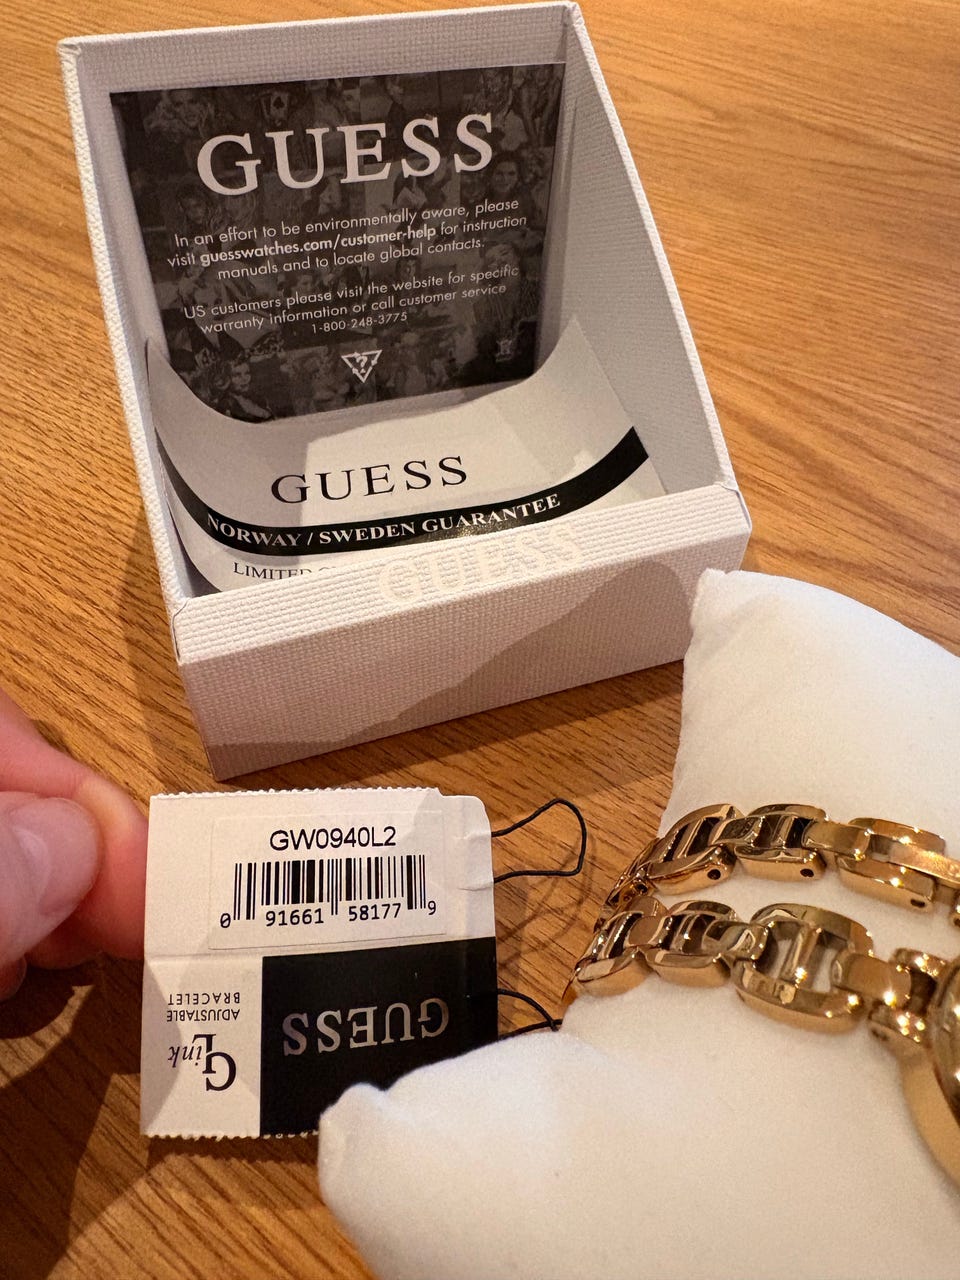 GUESS
In an effort to be environmentally aware, please
visit guesswatches.com/customer-help for instruction
manuals and to locate global contacts.
US customers please visit the website for specific
warranty information or call customer service
1-800-248-3775
?
GUESS
NORWAY / SWEDEN GUARANTEE
LIMITED
GUESS
GW0940L2
0 91661 58177 9
GUESS
G Link
ADJUSTABLE
BRACELET